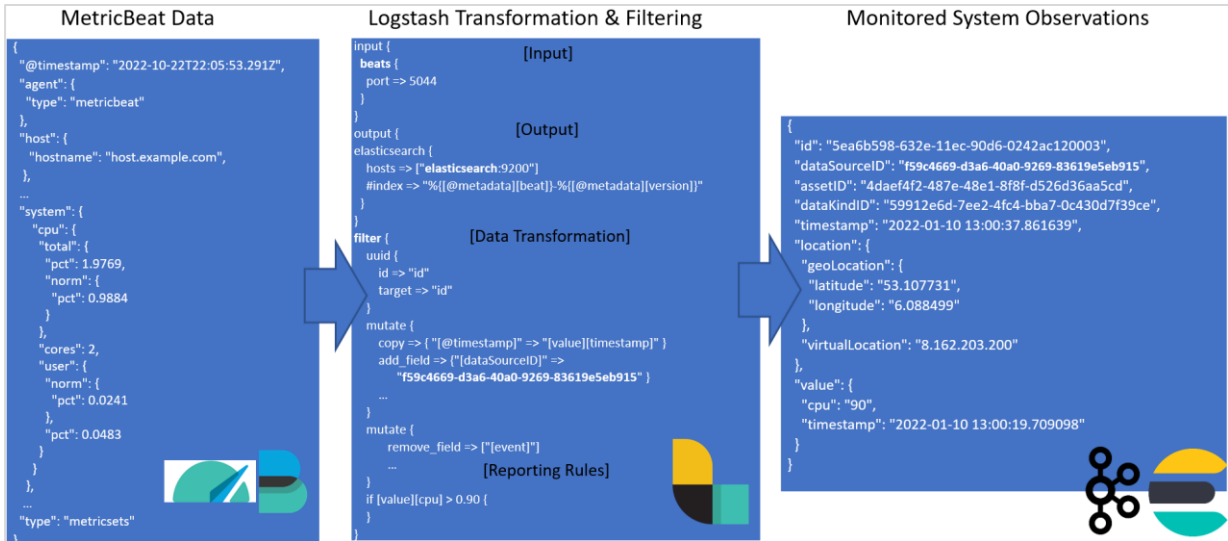 MetricBeat Data
{
"@timestamp": "2022-10-22T22:05:53.291Z",
"agent": {
"type": "metricbeat"
},
"host": {
"hostname": "host.example.com",
},
...
"system": {
"cpu": {
"total": {
"pct": 1.9769,
"norm": {
"pct": 0.9884
}
},
"cores": 2,
"user": {
"norm": {
"pct": 0.0241
},
"pct": 0.0483
}
}
},
...
"type": "metricsets"
}
Logstash Transformation & Filtering
input {
[Input]
beats {
port => 5044
}
}
output {
[Output]
elasticsearch {
hosts => ["elasticsearch:9200"]
#index => "%{[@metadata][beat]}-%{[@metadata][version]}"
}
}
filter {
[Data Transformation]
uuid {
id => "id"
target => "id"
}
mutate {
copy => { "[@timestamp]" => "[value][timestamp]" }
add_field => {"[dataSourceID]" =>
"f59c4669-d3a6-40a0-9269-83619e5eb915" }
...
}
mutate {
remove_field => ["[event]"]
...
[Reporting Rules]
}
if [value][cpu] > 0.90 {
}
}
Monitored System Observations
{
"id": "5ea6b598-632e-11ec-90d6-0242ac120003",
"dataSourceID": "f59c4669-d3a6-40a0-9269-83619e5eb915",
"assetID": "4daef4f2-487e-48e1-8f8f-d526d36aa5cd",
"dataKindID": "59912e6d-7ee2-4fc4-bba7-0c430d7f39ce",
"timestamp": "2022-01-10 13:00:37.861639",
"location": {
"geoLocation": {
"latitude": "53.107731",
"longitude": "6.088499"
},
"virtualLocation": "8.162.203.200"
},
"value": {
"cpu": "90",
"timestamp": "2022-01-10 13:00:19.709098"
}
}